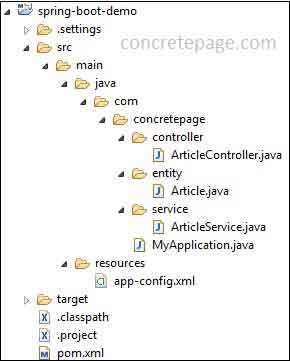 spring-boot-demo
.settings
concretepage.com
src
main
java
com
concretepage
controller
ArticleController.java
entity
Article.java
service
ArticleService.java
MyApplication.java
resources
app-config.xml
target
.classpath
.project
pom.xml